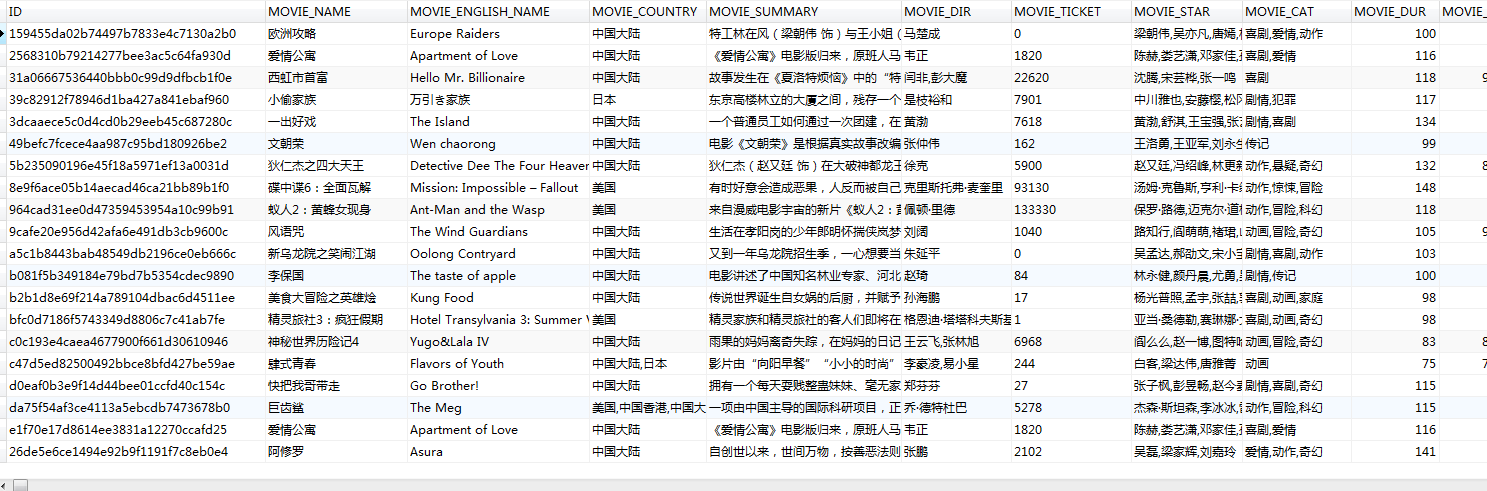 ID MOVIE_NAME MOVIE_ENGLISH_NAME MOVIE_COUNTRY MOVIE_SUMMARY MOVIE_DIR MOVIE_TICKET MOVIE_STAR MOVIE_CAT MOVIE_DUR MOVIE_
159455da02b74497b7833e4c7130a2b0 欧洲攻略 Europe Raiders 中国大陆 特工林在风（梁朝伟 饰）与王小姐（ 马楚成 0 梁朝伟,吴亦凡,唐嫣, 喜剧,爱情,动作 100
2568310b79214277bee3ac5c64fa930d 爱情公寓 Apartment of Love 中国大陆 《爱情公寓》电影版归来，原班人马 韦正 1820 陈赫,娄艺潇,邓家佳, 喜剧,爱情 116
31a06667536440bbb0c99d9dfbcb1f0e 西虹市首富 Hello Mr. Billionaire 中国大陆 故事发生在《夏洛特烦恼》中的“特 闫非,彭大魔 22620 沈腾,宋芸桦,张一鸣 喜剧 118 9
39c82912f78946d1ba427a841ebaf960 小偷家族 万引き家族 日本 东京高楼林立的大厦之间，残存一个 是枝裕和 7901 中川雅也,安藤樱,松 剧情,犯罪 117
3dcaaece5c0d4cd0b29eeb45c687280c 一出好戏 The Island 中国大陆 一个普通员工如何通过一次团建，在 黄渤 7618 黄渤,舒淇,王宝强,张 剧情,喜剧 134
49befc7fcece4aa987c95bd180926be2 文朝荣 Wen chaorong 中国大陆 电影《文朝荣》是根据真实故事改编 张仲伟 162 王洛勇,王亚军,刘永生 传记 99
5b235090196e45f18a5971ef13a0031d 狄仁杰之四大天王 Detective Dee The Four Heaven 中国大陆 狄仁杰（赵又廷 饰）在大破神都龙王 徐克 5900 赵又廷,冯绍峰,林更新 动作,悬疑,奇幻 132 8
8e9f6ace05b14aecad46ca21bb89b1f0 碟中谍6：全面瓦解 Mission: Impossible – Fallout 美国 有时好意会造成恶果，人反而被自己 克里斯托弗·麦奎里 93130 汤姆·克鲁斯,亨利·卡 动作,惊悚,冒险 148
964cad31ee0d47359453954a10c99b91 蚁人2：黄蜂女现身 Ant-Man and the Wasp 美国 来自漫威电影宇宙的新片《蚁人2： 佩顿·里德 133330 保罗·路德,迈克尔·道 动作,冒险,科幻 118
9cafe20e956d42afa6e491db3cb9600c 风语咒 The Wind Guardians 中国大陆 生活在孝阳岗的少年郎明怀揣侠岚梦 刘阔 1040 路知行,阎萌萌,褚珺, 动画,冒险,奇幻 105 9
a5c1b8443bab48549db2196ce0eb666c 新乌龙院之笑闹江湖 Oolong Contryard 中国大陆 又到一年乌龙院招生季，一心想要当 朱延平 0 吴孟达,郝劭文,宋小宝 喜剧,喜剧,动作 103
b081f5b349184e79bd7b5354cdec9890 李保国 The taste of apple 中国大陆 电影讲述了中国知名林业专家、河北 赵琦 84 林永健,颜丹晨,尤勇, 剧情,传记 100
b2b1d8e69f214a789104dbac6d4511ee 美食大冒险之英雄烩 Kung Food 中国大陆 传说世界诞生自女娲的后厨，并赋予 孙海鹏 17 杨光普照,孟宇,张喆, 喜剧,动画,家庭 98
bfc0d7186f5743349d8806c7c41ab7fe 精灵旅社3：疯狂假期 Hotel Transylvania 3: Summer V 美国 精灵家族和精灵旅社的客人们即将在 格恩迪·塔塔科夫斯基 1 亚当·桑德勒,赛琳娜· 喜剧,动画,奇幻 98
c0c193e4caea4677900f661d30610946 神秘世界历险记4 Yugo&Lala IV 中国大陆 雨果的妈妈离奇失踪，在妈妈的日记 王云飞,张林旭 6968 阎么么,赵一博,图特哈 动画,冒险,奇幻 83 8
c47d5ed82500492bbce8bfd427be59ae 肆式青春 Flavors of Youth 中国大陆,日本 影片由“向阳早餐”“小小的时尚” 李豪凌,易小星 244 白客,梁达伟,唐雅菁 动画 75 7
d0eaf0b3e9f14d44bee01ccfd40c154c 快把我哥带走 Go Brother! 中国大陆 拥有一个每天耍贱整蛊妹妹、毫无家 郑芬芬 27 张子枫,彭昱畅,赵今麦 剧情,喜剧,奇幻 115
da75f54af3ce4113a5ebcdb7473678b0 巨齿鲨 The Meg 美国,中国香港,中国大 一项由中国主导的国际科研项目，正 乔·德特杜巴 5278 杰森·斯坦森,李冰冰, 动作,冒险,科幻 115
e1f70e17d8614ee3831a12270ccafd25 爱情公寓 Apartment of Love 中国大陆 《爱情公寓》电影版归来，原班人马 韦正 1820 陈赫,娄艺潇,邓家佳, 喜剧,爱情 116
26de5e6ce1494e92b9f1191f7c8eb0e4 阿修罗 Asura 中国大陆 自创世以来，世间万物，按善恶法则 张鹏 2102 吴磊,梁家辉,刘嘉玲 爱情,动作,奇幻 141